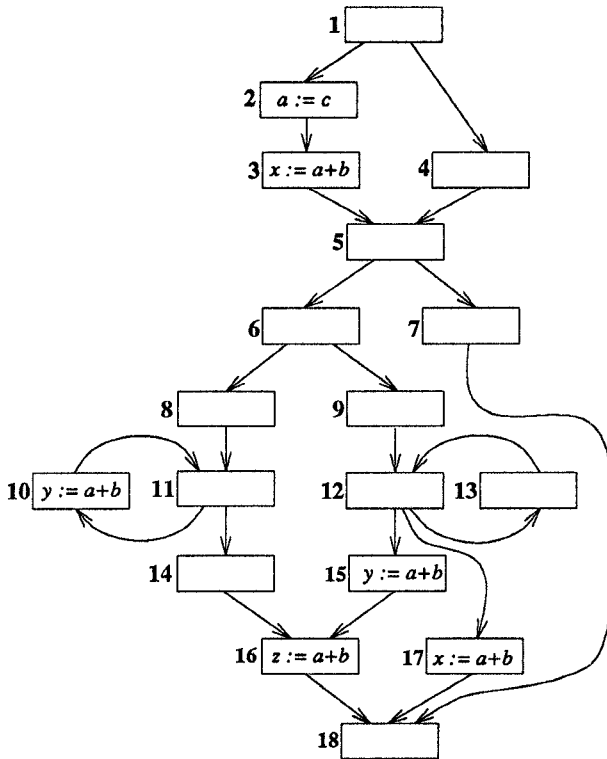 1
2 a := c
3 x := a+b 4
5
6 7
8 9
10 y := a+b 11 12 13
14 15 y := a+b
16 z := a+b 17 x := a+b
18